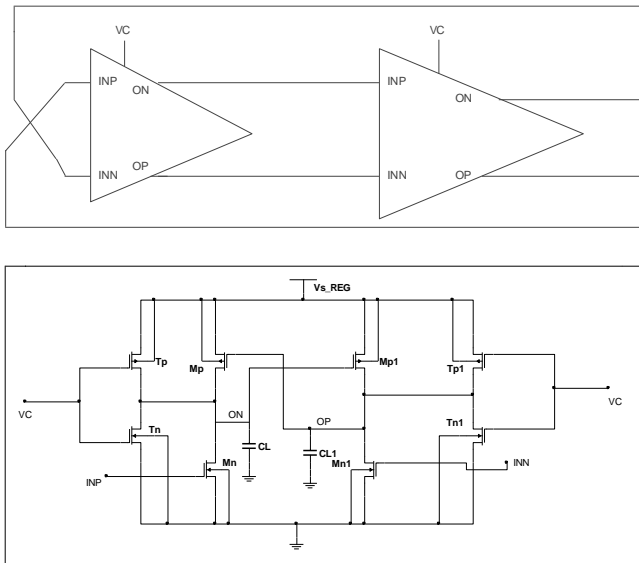 VC
VC
INP
ON
INP
ON
INN
OP
INN
OP
Vs_REG
Tp
Mp
Mp1
Tp1
VC
ON
OP
VC
Tn
CL
CL1
Tn1
Mn
Mn1
INP
INN